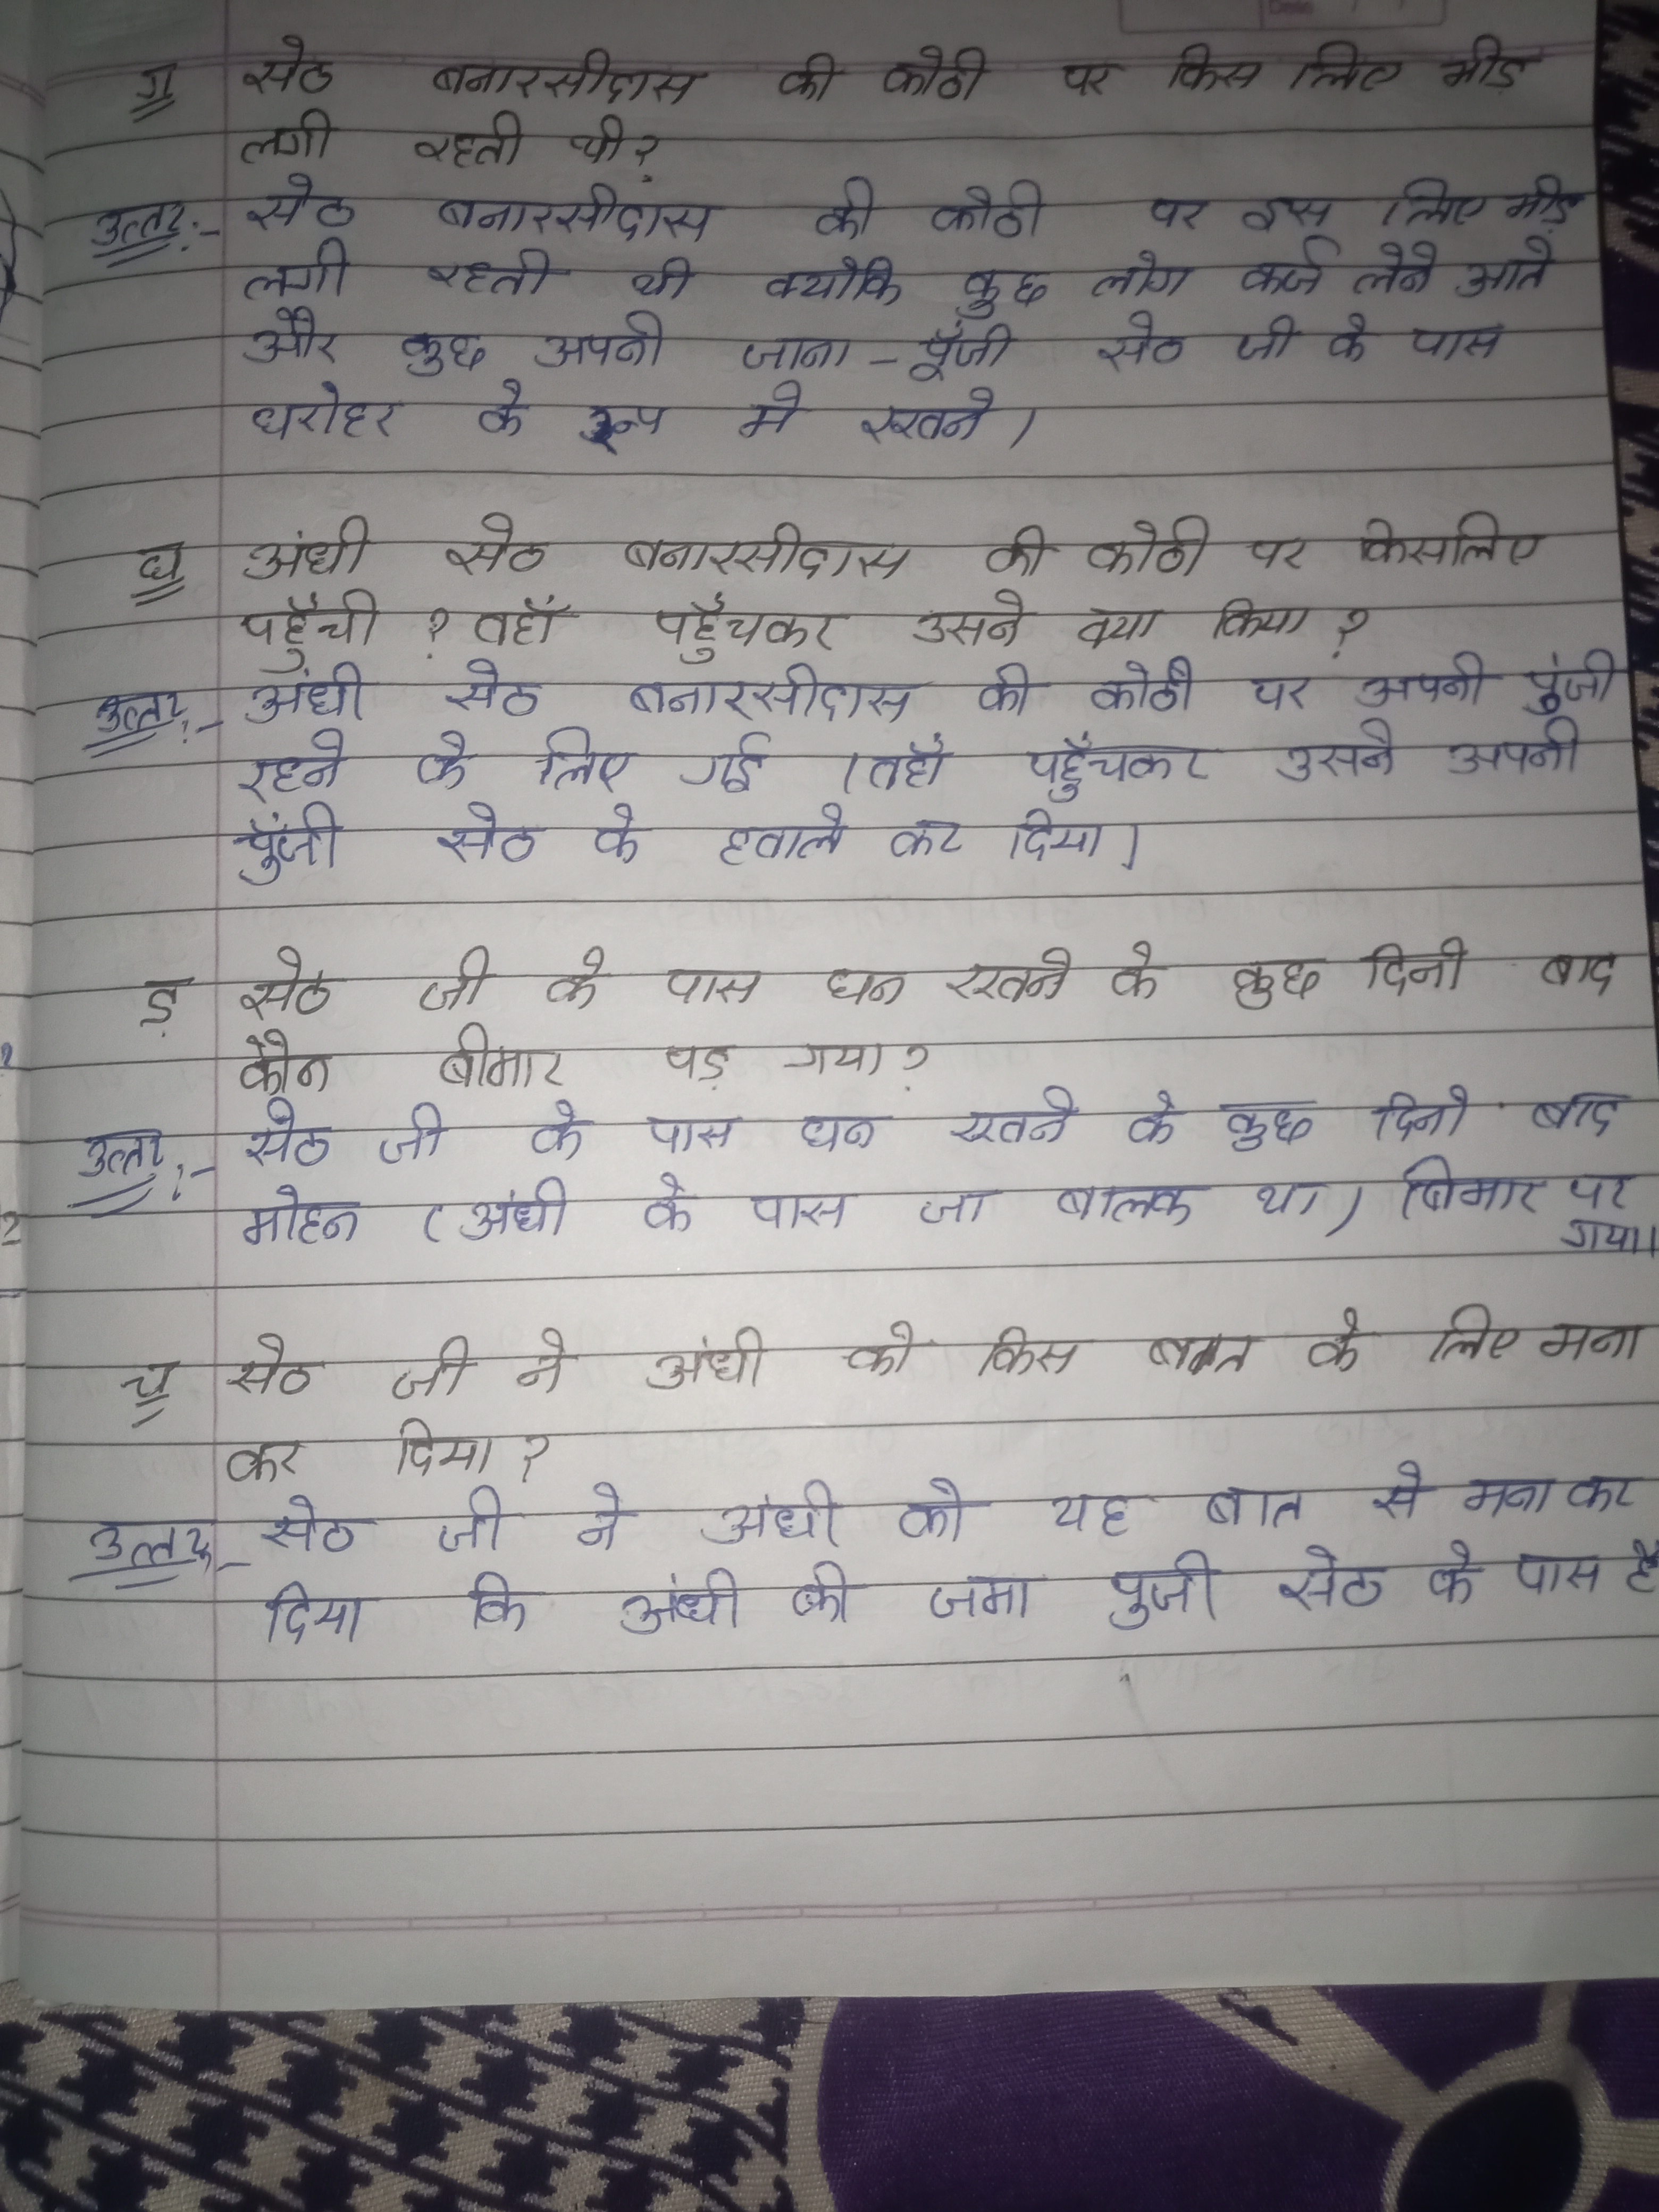 Date
ग सेठ बनारसीदास की कोठी पर किस लिए भीड़
लगी रहती थी?
उत्तर:- सेठ बनारसीदास की कोठी पर इस लिए भीड़
लगी रहती थी क्योकि कुछ लोग कर्ज लेने आते
और कुछ अपनी जाना - पूँजी सेठ जी के पास
धरोहर के रूप मे रखने।
घ अंधी सेठ बनारसीदास की कोठी पर किसलिए
पहुँची ? वहाँ पहुँचकर उसने क्या किया ?
उत्तर:- अंधी सेठ बनारसीदास की कोठी पर अपनी पुंजी
रहने के लिए गई । वहाँ पहुँचकर उसने अपनी
पुँजी सेठ के हवाले कर दिया।
ड़ सेठ जी के पास धन रखने के कुछ दिनो बाद
कौन बीमार पड़ गया?
उत्तर:- सेठ जी के पास धन रखने के कुछ दिनो बाद
मोहन (अंधी के पास जा बालक था) बिमार पर
गया।
च सेठ जी ने अंधी को किस बात के लिए मना
कर दिया?
उत्तर:- सेठ जी ने अंधी को यह बात से मना कर
दिया कि अंधी की जमा पुजी सेठ के पास है